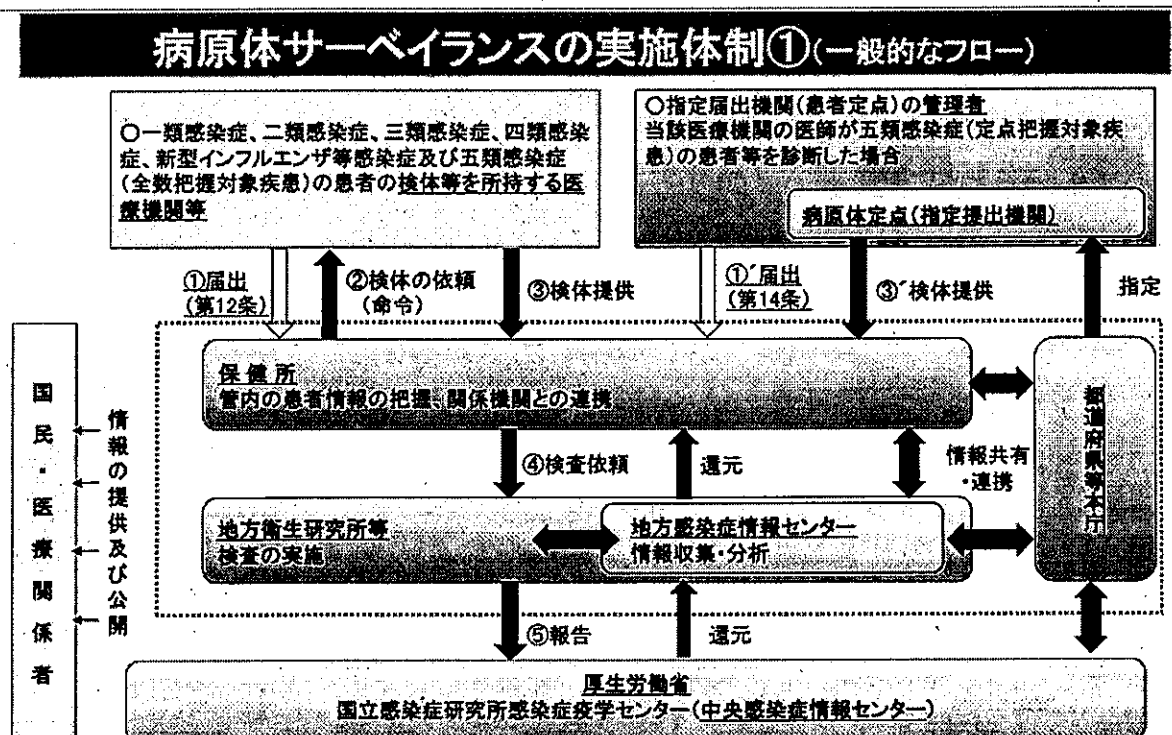 病原体サーベイランスの実施体制①(一般的なフロー)
○一類感染症、二類感染症、三類感染症、四類感染
症、新型インフルエンザ等感染症及び五類感染症
(全数把握対象疾患)の患者の検体等を所持する医
療機関等
○指定届出機関(患者定点)の管理者
当該医療機関の医師が五類感染症(定点把握対象疾
患)の患者等を診断した場合
病原体定点(指定提出機関)
①届出
(第12条)
②検体の依頼
(命令)
③検体提供
①´届出
(第14条)
③´検体提供
指定
国民・医療関係者
情報の提供及び公開
保健所
管内の患者情報の把握、関係機関との連携
都道府県等本庁
④検査依頼
還元
情報共有
・連携
地方衛生研究所等
検査の実施
地方感染症情報センター
情報収集・分析
⑤報告
還元
厚生労働省
国立感染症研究所感染症疫学センター(中央感染症情報センター)